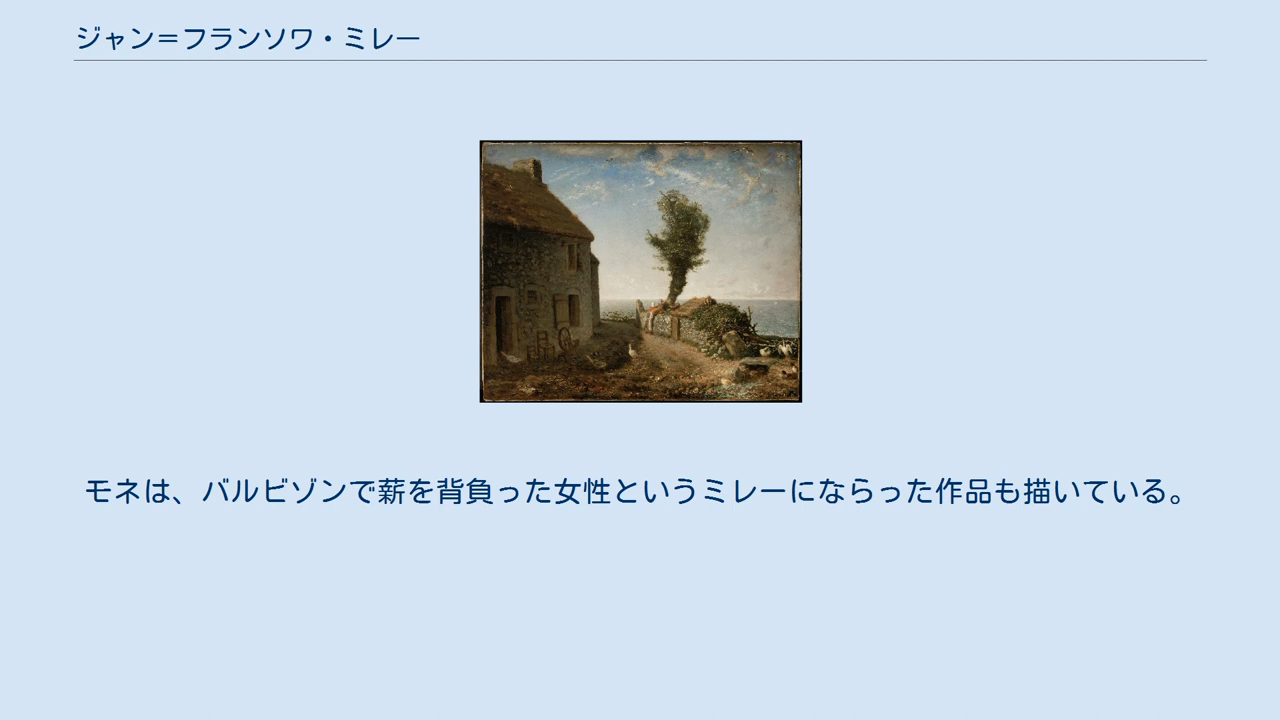 ジャン＝フランソワ・ミレー
モネは、バルビゾンで薪を背負った女性というミレーにならった作品も描いている。